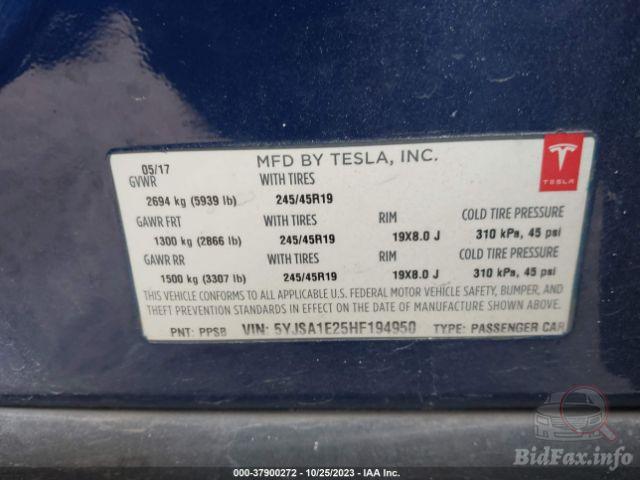 MFD BY TESLA, INC.
TESLA
05/17
GVWR WITH TIRES
2694 kg (5939 lb) 245/45R19
GAWR FRT WITH TIRES RIM COLD TIRE PRESSURE
1300 kg (2866 lb) 245/45R19 19X8.0 J 310 kPa, 45 psi
GAWR RR WITH TIRES RIM COLD TIRE PRESSURE
1500 kg (3307 lb) 245/45R19 19X8.0 J 310 kPa, 45 psi
THIS VEHICLE CONFORMS TO ALL APPLICABLE U.S. FEDERAL MOTOR VEHICLE SAFETY, BUMPER, AND
THEFT PREVENTION STANDARDS IN EFFECT ON THE DATE OF MANUFACTURE SHOWN ABOVE.
PNT: PPSB VIN: 5YJSA1E25HF194950 TYPE: PASSENGER CAR
BidFax.info
000-37900272 - 10/25/2023 - IAA Inc.